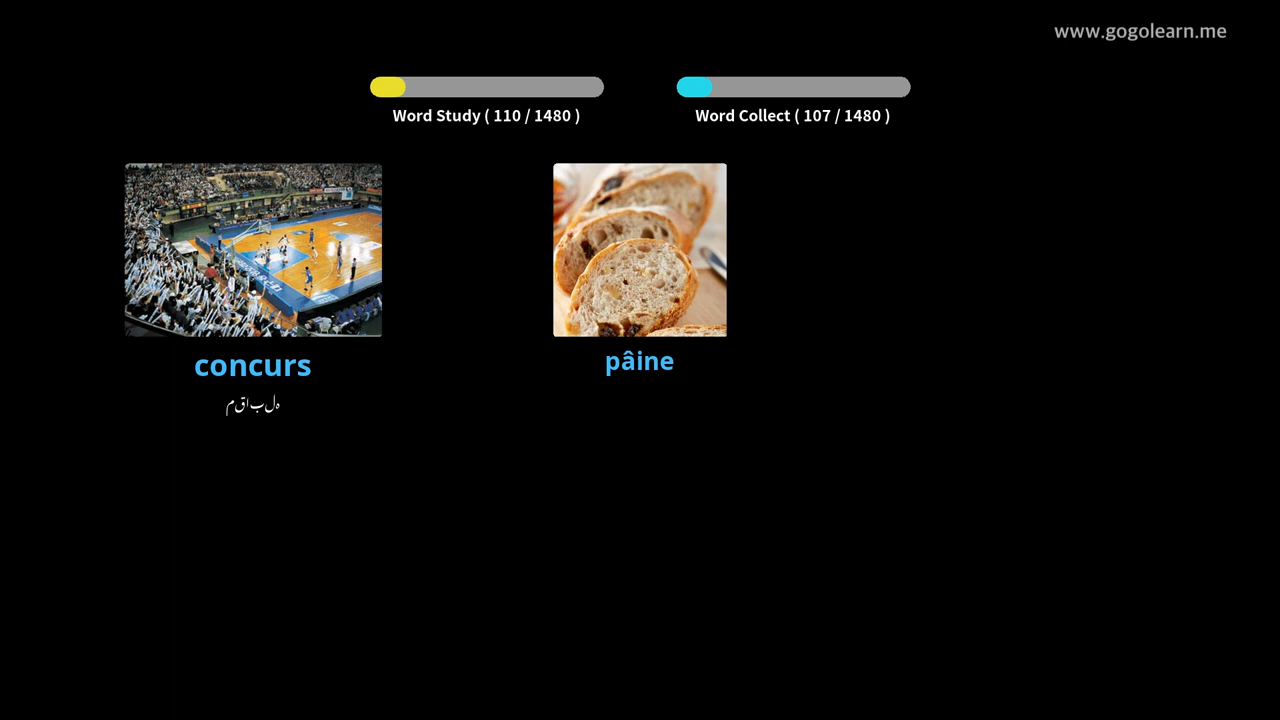 www.gogolearn.me
Word Study ( 110 / 1480 )
Word Collect ( 107 / 1480 )
concurs
مقابلہ
pâine